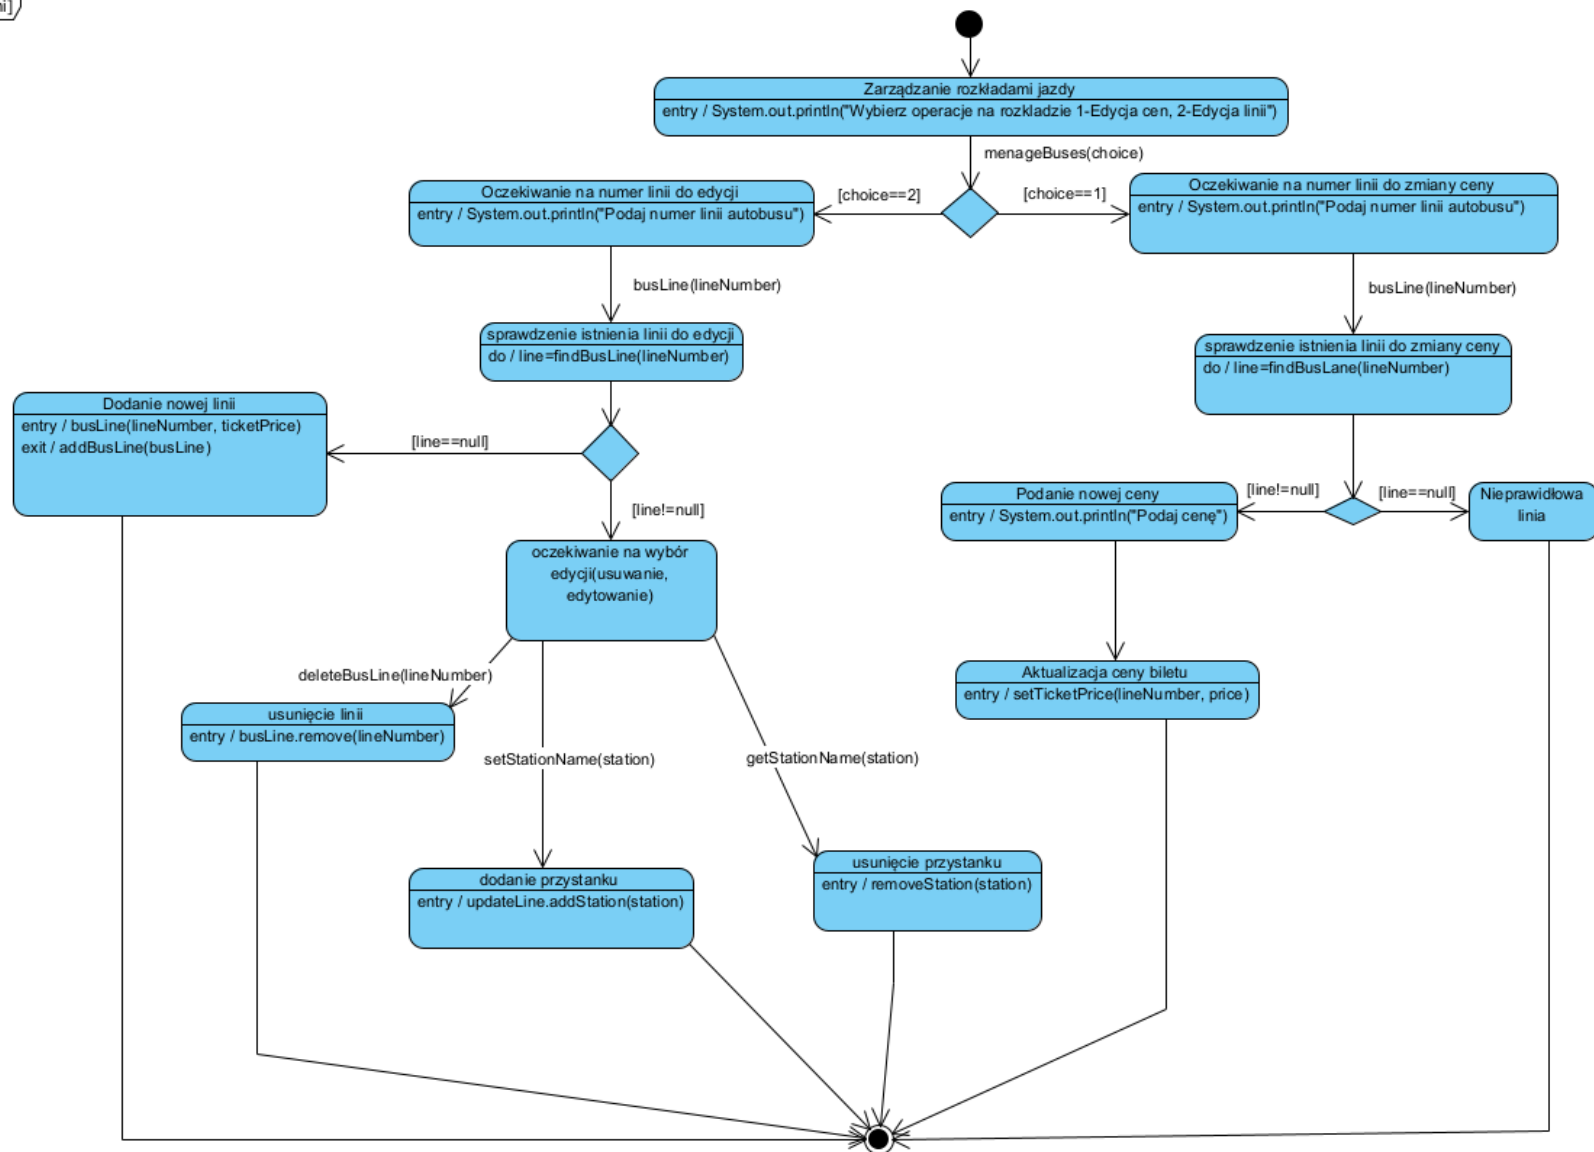 Zarządzanie rozkładami jazdy
entry / System.out.println("Wybierz operacje na rozkladzie 1-Edycja cen, 2-Edycja linii")
menageBuses(choice)
[choice==2]
[choice==1]
Oczekiwanie na numer linii do edycji
entry / System.out.println("Podaj numer linii autobusu")
Oczekiwanie na numer linii do zmiany ceny
entry / System.out.println("Podaj numer linii autobusu")
busLine(lineNumber)
busLine(lineNumber)
sprawdzenie istnienia linii do edycji
do / line=findBusLine(lineNumber)
sprawdzenie istnienia linii do zmiany ceny
do / line=findBusLane(lineNumber)
Dodanie nowej linii
entry / busLine(lineNumber, ticketPrice)
exit / addBusLine(busLine)
[line==null]
[line!=null]
[line!=null]
[line==null]
Podanie nowej ceny
entry / System.out.println("Podaj cenę")
Nieprawidłowa
linia
oczekiwanie na wybór
edycji(usuwanie,
edytowanie)
deleteBusLine(lineNumber)
setStationName(station)
getStationName(station)
usunięcie linii
entry / busLine.remove(lineNumber)
Aktualizacja ceny biletu
entry / setTicketPrice(lineNumber, price)
dodanie przystanku
entry / updateLine.addStation(station)
usunięcie przystanku
entry / removeStation(station)